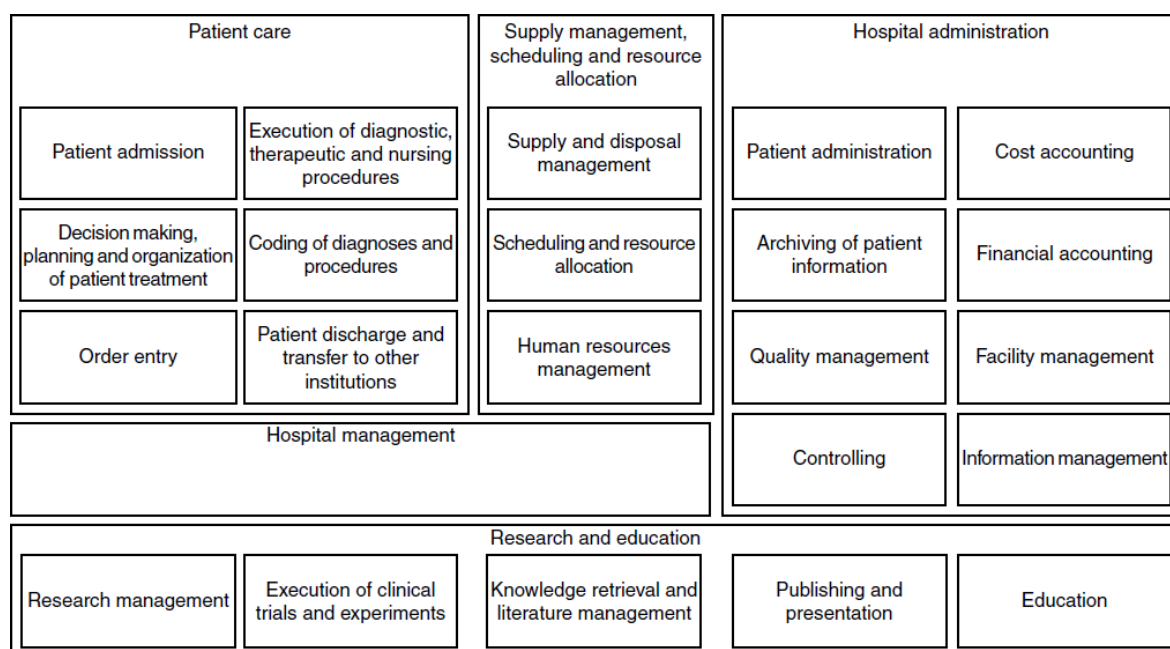 Patient care
Patient admission
Execution of diagnostic,
therapeutic and nursing
procedures
Decision making,
planning and organization
of patient treatment
Coding of diagnoses and
procedures
Order entry
Patient discharge and
transfer to other
institutions
Supply management,
scheduling and resource
allocation
Supply and disposal
management
Scheduling and resource
allocation
Human resources
management
Hospital administration
Patient administration
Cost accounting
Archiving of patient
information
Financial accounting
Quality management
Facility management
Controlling
Information management
Hospital management
Research and education
Research management
Execution of clinical
trials and experiments
Knowledge retrieval and
literature management
Publishing and
presentation
Education